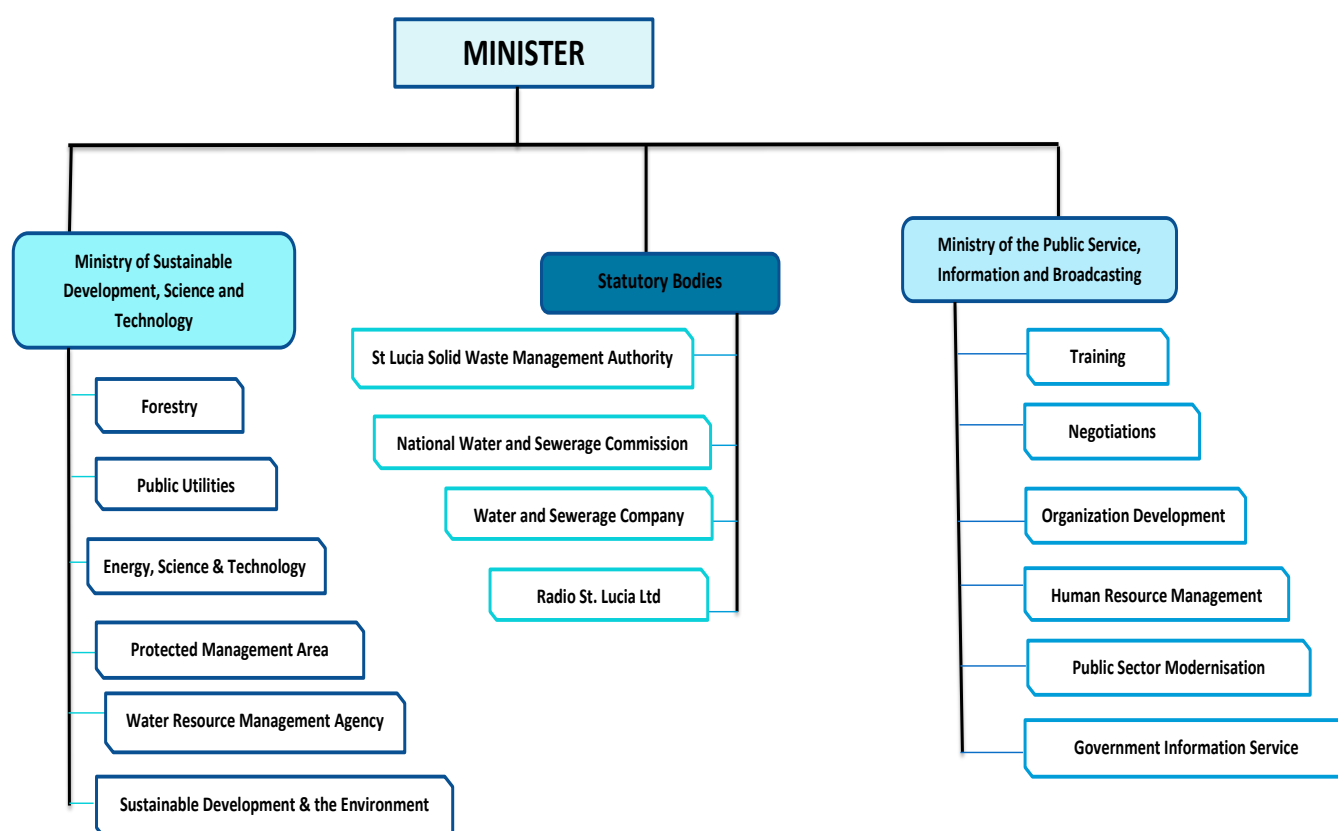 MINISTER
Ministry of Sustainable
Development, Science and
Technology
Forestry
Public Utilities
Energy, Science & Technology
Protected Management Area
Water Resource Management Agency
Sustainable Development & the Environment
Statutory Bodies
St Lucia Solid Waste Management Authority
National Water and Sewerage Commission
Water and Sewerage Company
Radio St. Lucia Ltd
Ministry of the Public Service,
Information and Broadcasting
Training
Negotiations
Organization Development
Human Resource Management
Public Sector Modernisation
Government Information Service